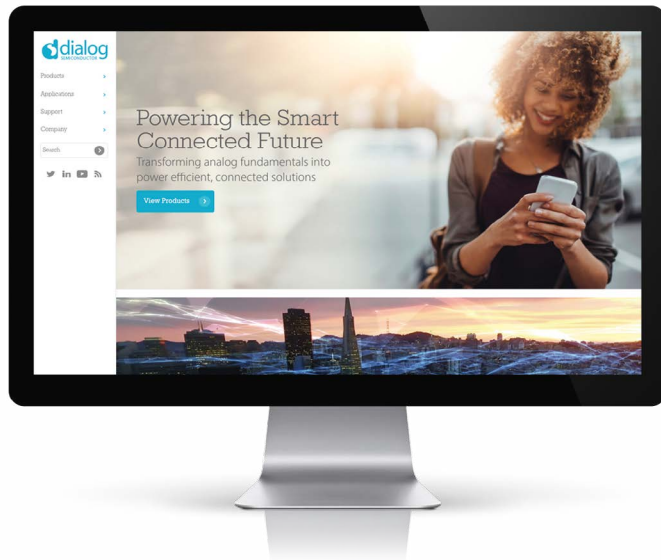 dialog
SEMICONDUCTOR
Products
Applications
Support
Company
Search
Powering the Smart
Connected Future
Transforming analog fundamentals into
power efficient, connected solutions
View Products